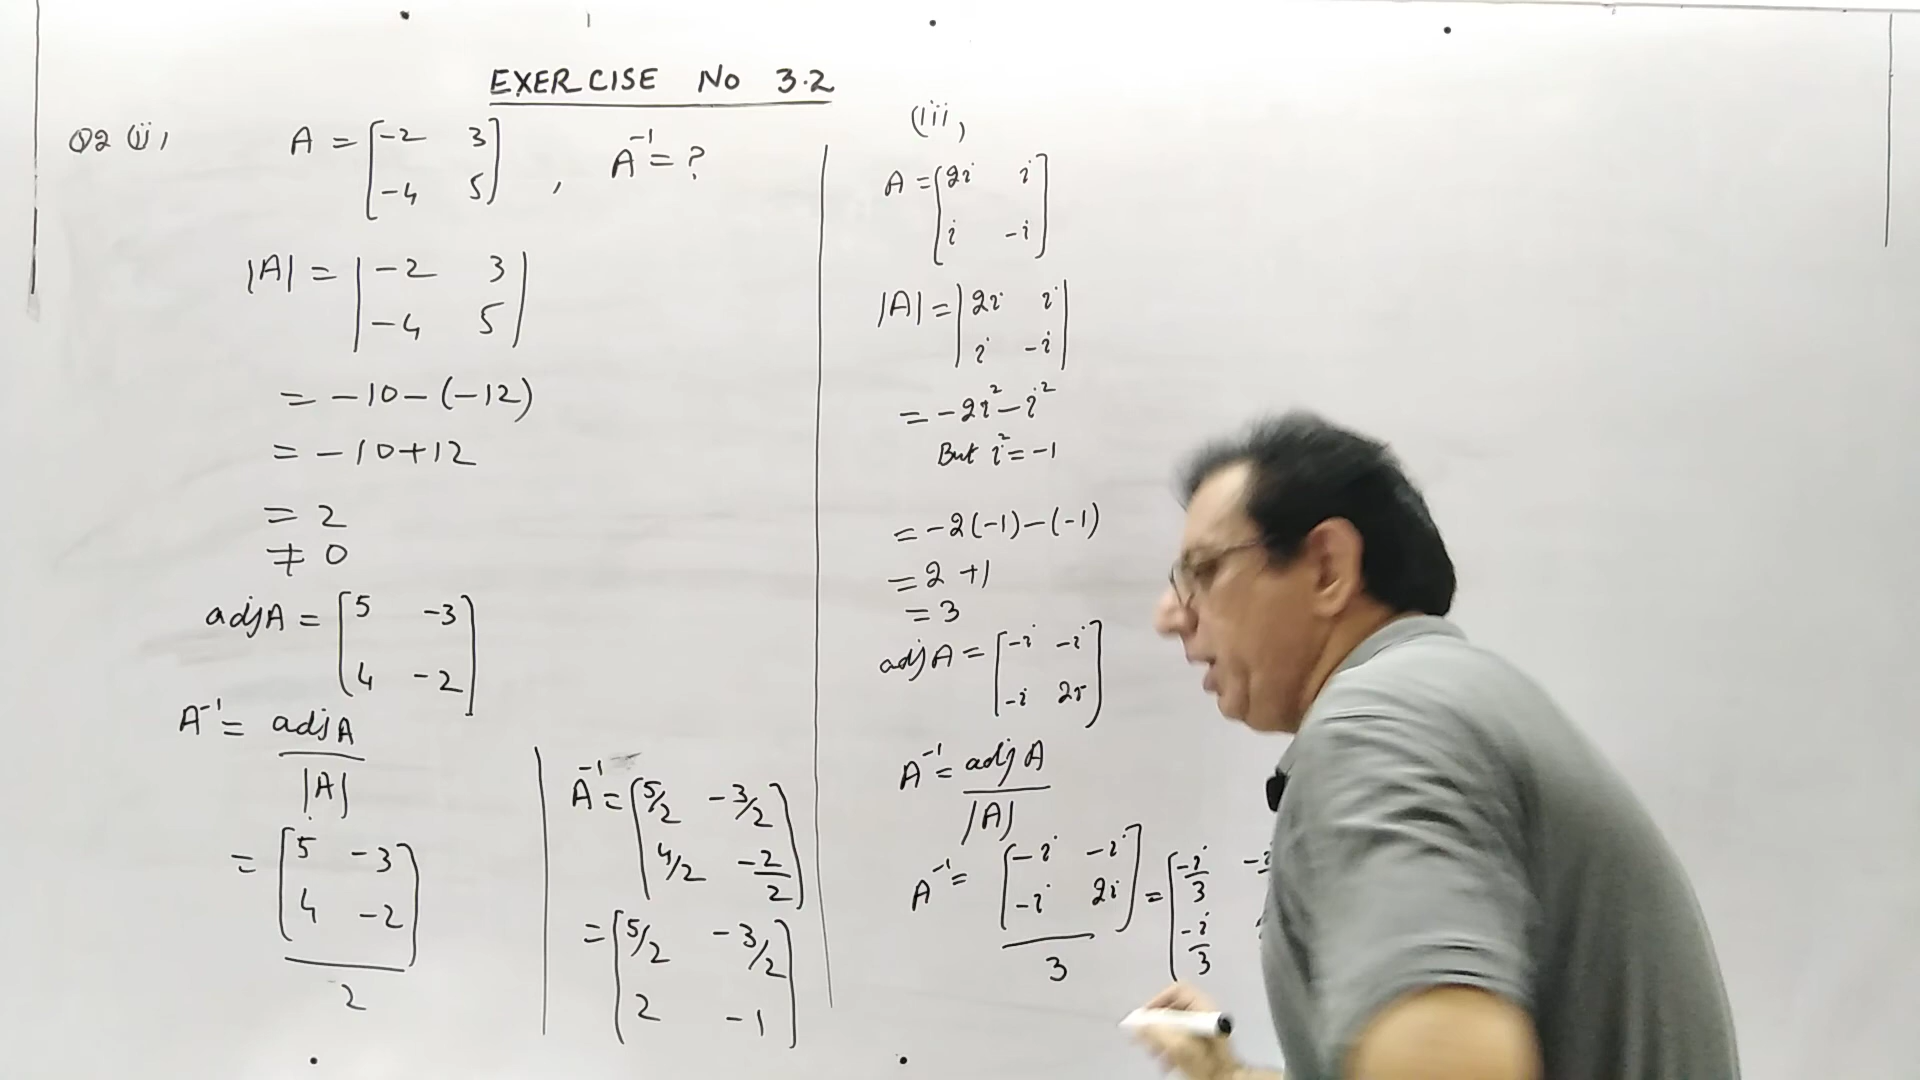 EXERCISE No 3.2
Q2 (ii)
A = [-2 3
-4 5] , A⁻¹ = ?
|A| = |-2 3
-4 5|
= -10-(-12)
= -10+12
= 2
≠ 0
adjA = [5 -3
4 -2]
A⁻¹ = adjA
|A|
= [5 -3
4 -2]
2
A⁻¹ = [5/2 -3/2
4/2 -2/2]
= [5/2 -3/2
2 -1]
(iii)
A = [2i i
i -i]
|A| = |2i i
i -i|
= -2i²-i²
But i² = -1
= -2(-1)-(-1)
= 2 +1
= 3
adjA = [-i -i
-i 2i]
A⁻¹ = adjA
|A|
A⁻¹ = [-i -i
-i 2i]
3
= [-i/3
-i/3